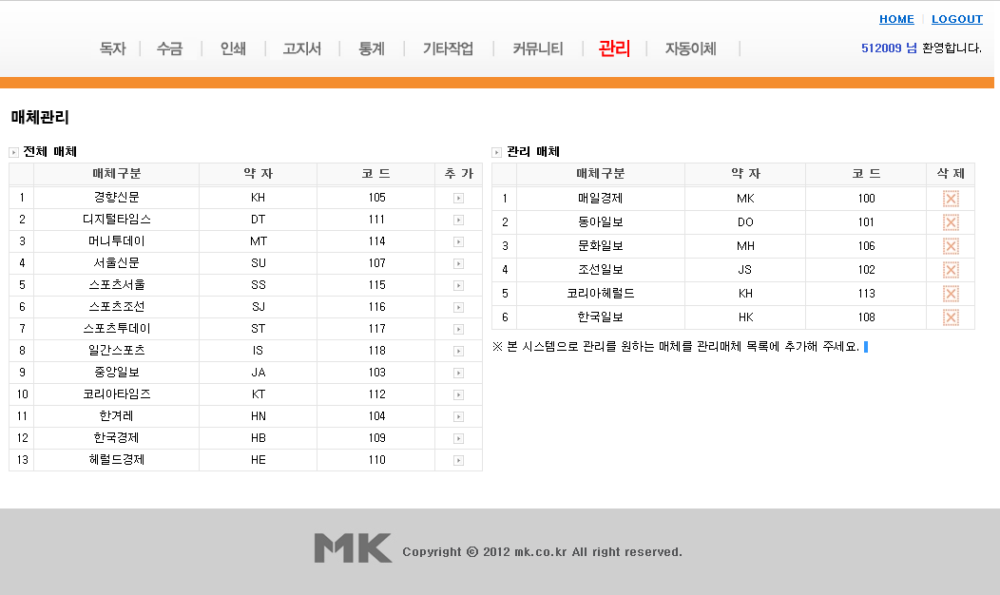 HOME LOGOUT
독자 수금 인쇄 고지서 통계 기타작업 커뮤니티 관리 자동이체
512009 님 환영합니다.
매체관리
전체 매체
매체구분 약 자 코 드 추 가
1 경향신문 KH 105
2 디지털타임스 DT 111
3 머니투데이 MT 114
4 서울신문 SU 107
5 스포츠서울 SS 115
6 스포츠조선 SJ 116
7 스포츠투데이 ST 117
8 일간스포츠 IS 118
9 중앙일보 JA 103
10 코리아타임즈 KT 112
11 한겨레 HN 104
12 한국경제 HB 109
13 헤럴드경제 HE 110
관리 매체
매체구분 약 자 코 드 삭 제
1 매일경제 MK 100
2 동아일보 DO 101
3 문화일보 MH 106
4 조선일보 JS 102
5 코리아헤럴드 KH 113
6 한국일보 HK 108
※ 본 시스템으로 관리를 원하는 매체를 관리매체 목록에 추가해 주세요.
MK Copyright ⓒ 2012 mk.co.kr All right reserved.